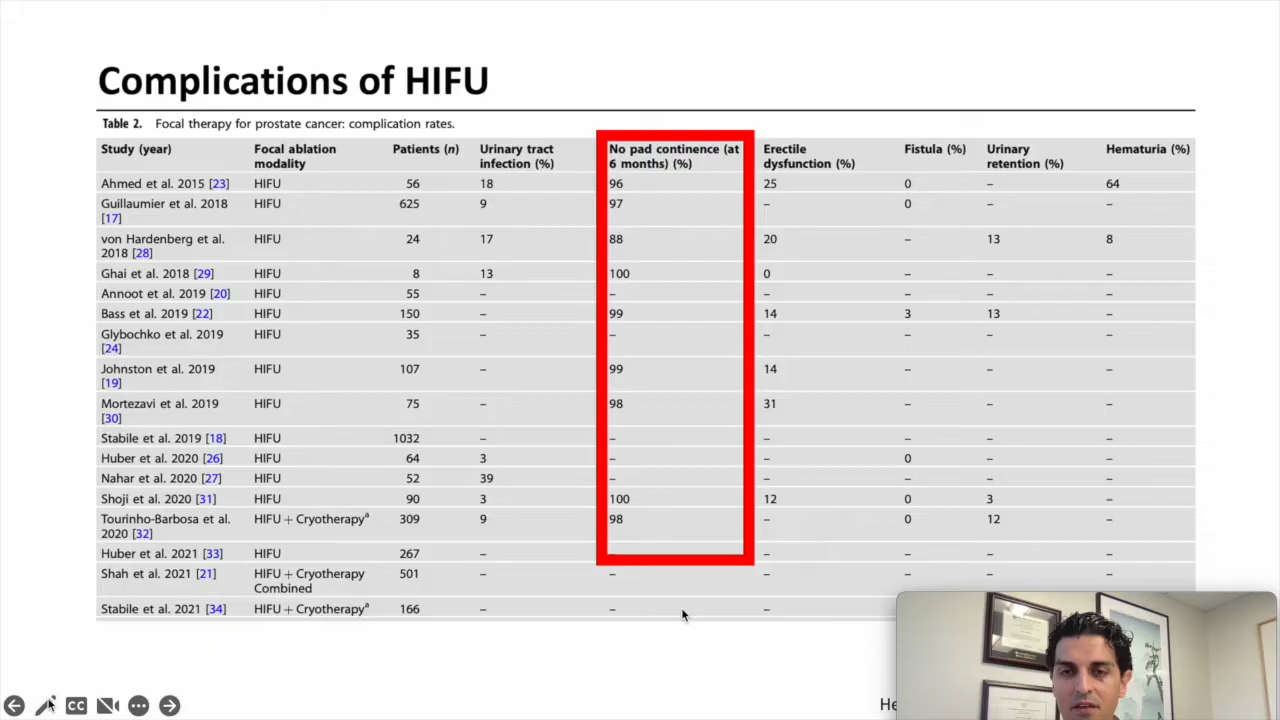 Complications of HIFU
Table 2. Focal therapy for prostate cancer: complication rates.
Study (year) Focal ablation modality Patients (n) Urinary tract infection (%) No pad continence (at 6 months) (%) Erectile dysfunction (%) Fistula (%) Urinary retention (%) Hematuria (%)
Ahmed et al. 2015 [23] HIFU 56 18 96 25 0 – 64
Guillaumier et al. 2018 [17] HIFU 625 9 97 – 0 – –
von Hardenberg et al. 2018 [28] HIFU 24 17 88 20 – 13 8
Ghai et al. 2018 [29] HIFU 8 13 100 0 – – –
Annoot et al. 2019 [20] HIFU 55 – – – – – –
Bass et al. 2019 [22] HIFU 150 – 99 14 3 13 –
Glybochko et al. 2019 [24] HIFU 35 – – – – – –
Johnston et al. 2019 [19] HIFU 107 – 99 14 – – –
Mortezavi et al. 2019 [30] HIFU 75 – 98 31 – – –
Stabile et al. 2019 [18] HIFU 1032 – – – – – –
Huber et al. 2020 [26] HIFU 64 3 – – 0 – –
Nahar et al. 2020 [27] HIFU 52 39 – – – – –
Shoji et al. 2020 [31] HIFU 90 3 100 12 0 3 –
Tourinho-Barbosa et al. 2020 [32] HIFU + Cryotherapyᵃ 309 9 98 – 0 12 –
Huber et al. 2021 [33] HIFU 267 – – – – – –
Shah et al. 2021 [21] HIFU + Cryotherapy Combined 501 – – – – – –
Stabile et al. 2021 [34] HIFU + Cryotherapyᵃ 166 – – –
He
CC